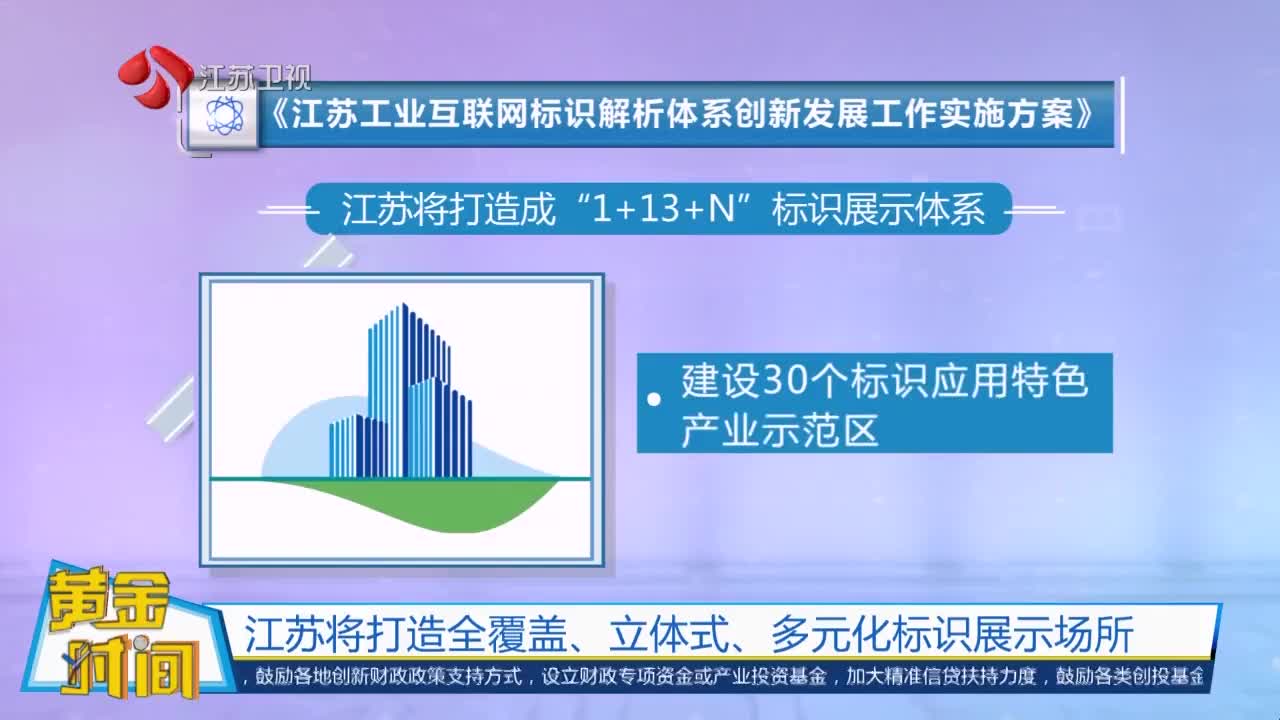 江苏卫视
《江苏工业互联网标识解析体系创新发展工作实施方案》
江苏将打造成“1+13+N”标识展示体系
建设30个标识应用特色
产业示范区
黄金
时间
江苏将打造全覆盖、立体式、多元化标识展示场所
，鼓励各地创新财政政策支持方式，设立财政专项资金或产业投资基金，加大精准信贷扶持力度，鼓励各类创投基金